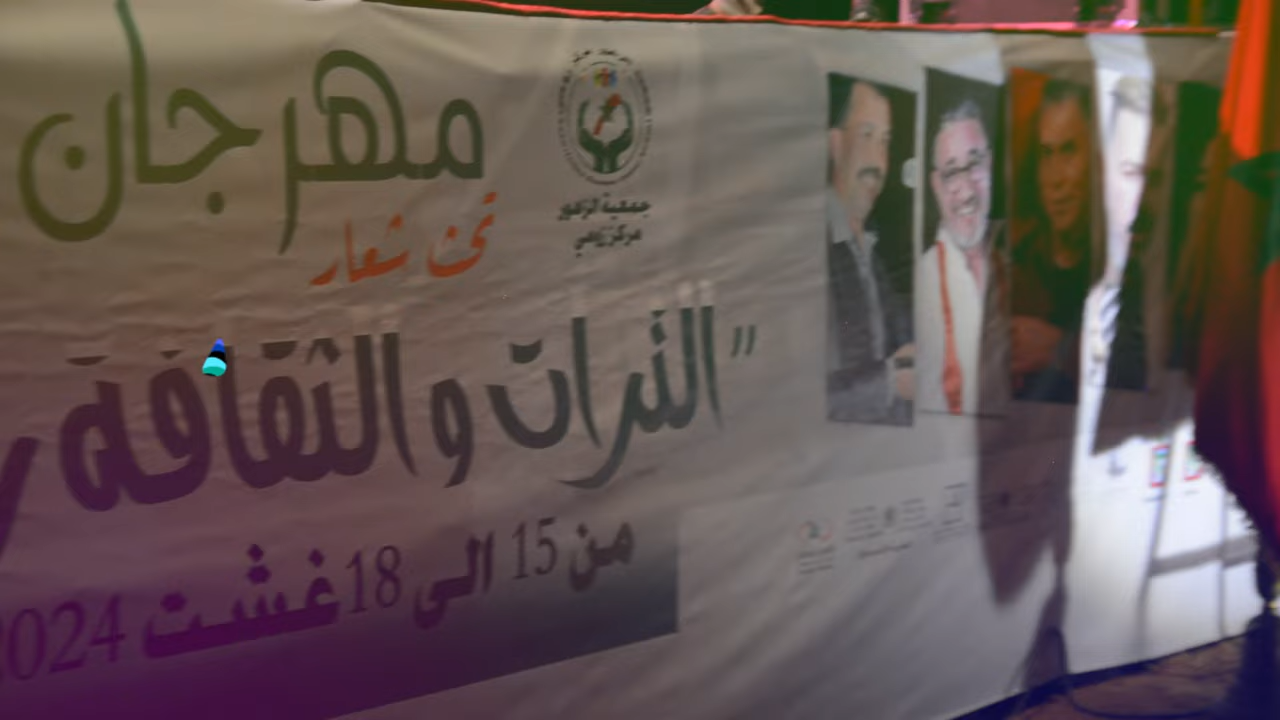 مهرجان
تحت شعار
جمعية الزهور
"التراث والثقافة
من 15 الى 18 غشت 2024